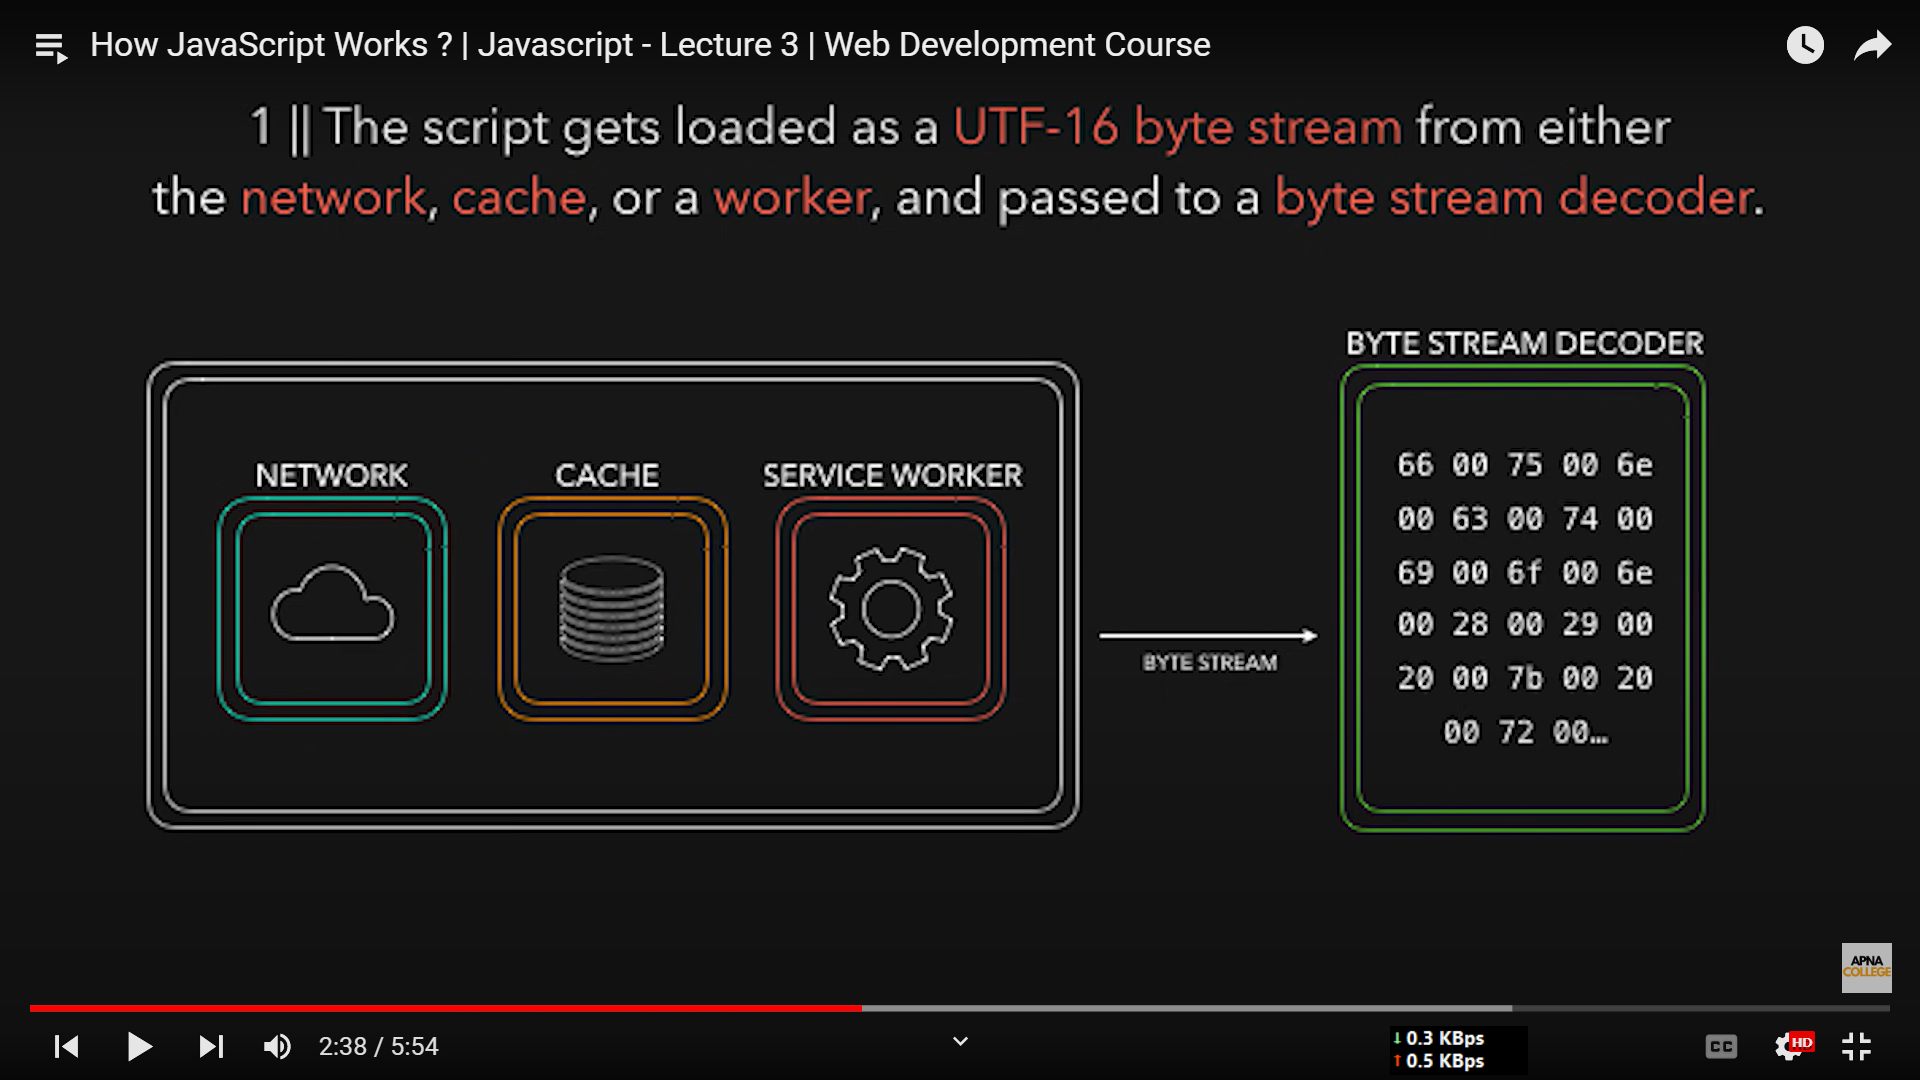 How JavaScript Works ? | Javascript - Lecture 3 | Web Development Course
1 || The script gets loaded as a UTF-16 byte stream from either
the network, cache, or a worker, and passed to a byte stream decoder.
BYTE STREAM DECODER
NETWORK
CACHE
SERVICE WORKER
66 00 75 00 6e
00 63 00 74 00
69 00 6f 00 6e
00 28 00 29 00
20 00 7b 00 20
00 72 00...
BYTE STREAM
APNA
COLLEGE
2:38 / 5:54
↓ 0.3 KBps
↑ 0.5 KBps
CC
HD